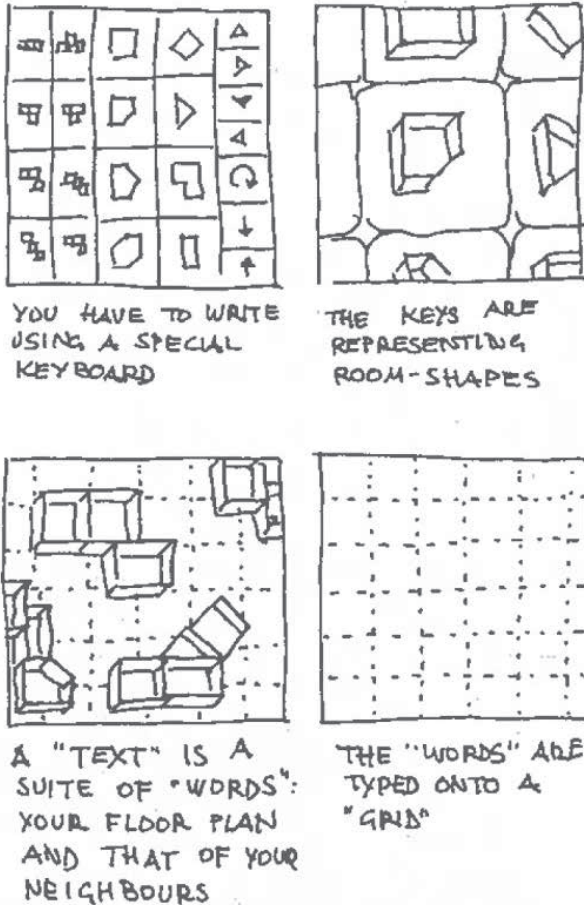 YOU HAVE TO WRITE
USING A SPECIAL
KEYBOARD
THE KEYS ARE
REPRESENTING
ROOM-SHAPES
A "TEXT" IS A
SUITE OF "WORDS":
YOUR FLOOR PLAN
AND THAT OF YOUR
NEIGHBOURS
THE "WORDS" ARE
TYPED ONTO A
"GRID"